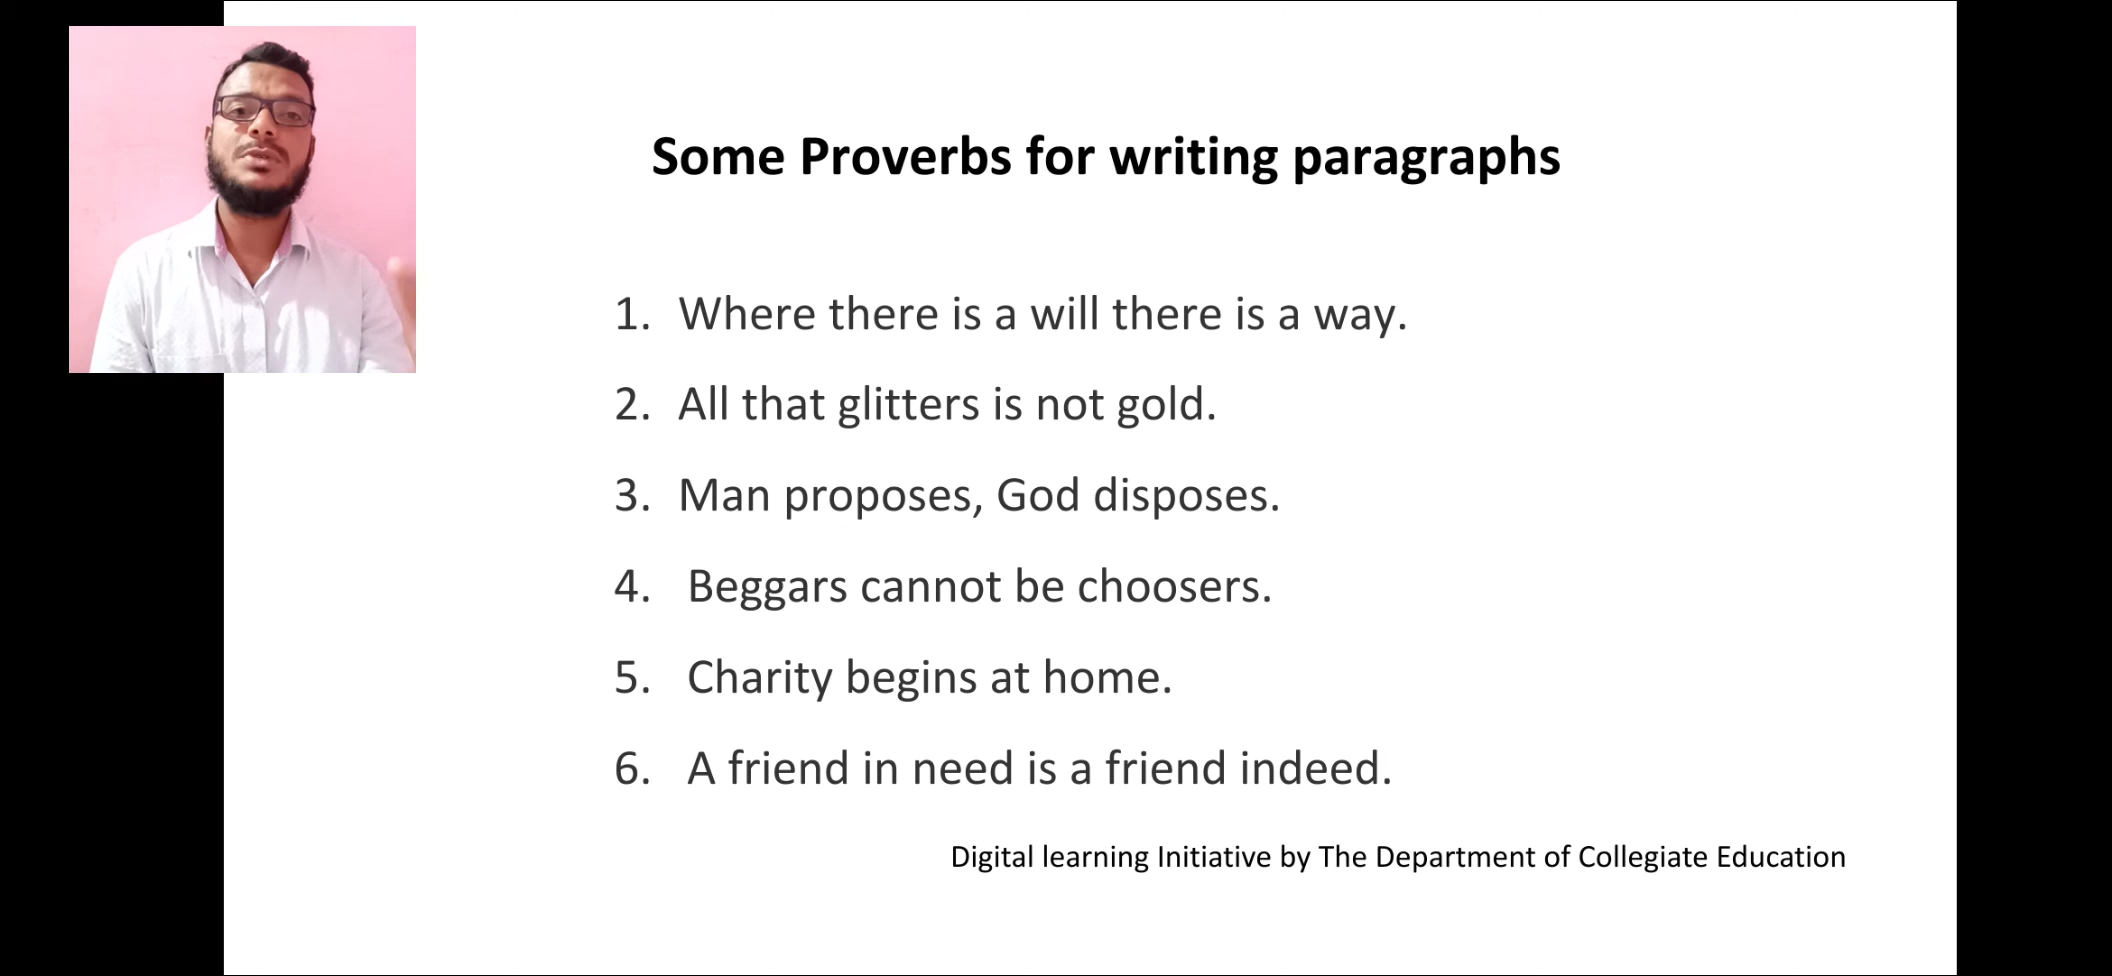 Some Proverbs for writing paragraphs
1. Where there is a will there is a way.
2. All that glitters is not gold.
3. Man proposes, God disposes.
4. Beggars cannot be choosers.
5. Charity begins at home.
6. A friend in need is a friend indeed.
Digital learning Initiative by The Department of Collegiate Education